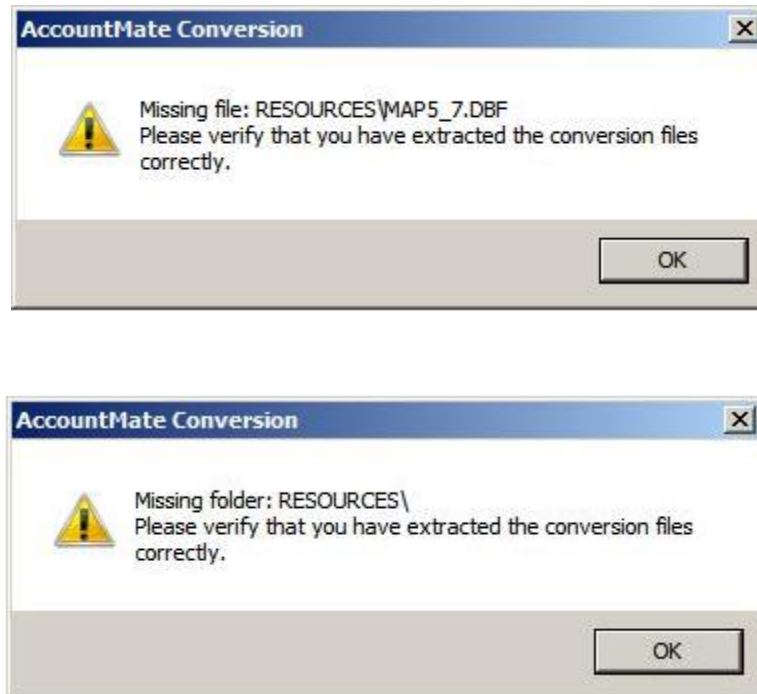 AccountMate Conversion
Missing file: RESOURCES\MAP5_7.DBF
Please verify that you have extracted the conversion files
correctly.
OK
AccountMate Conversion
Missing folder: RESOURCES\
Please verify that you have extracted the conversion files
correctly.
OK